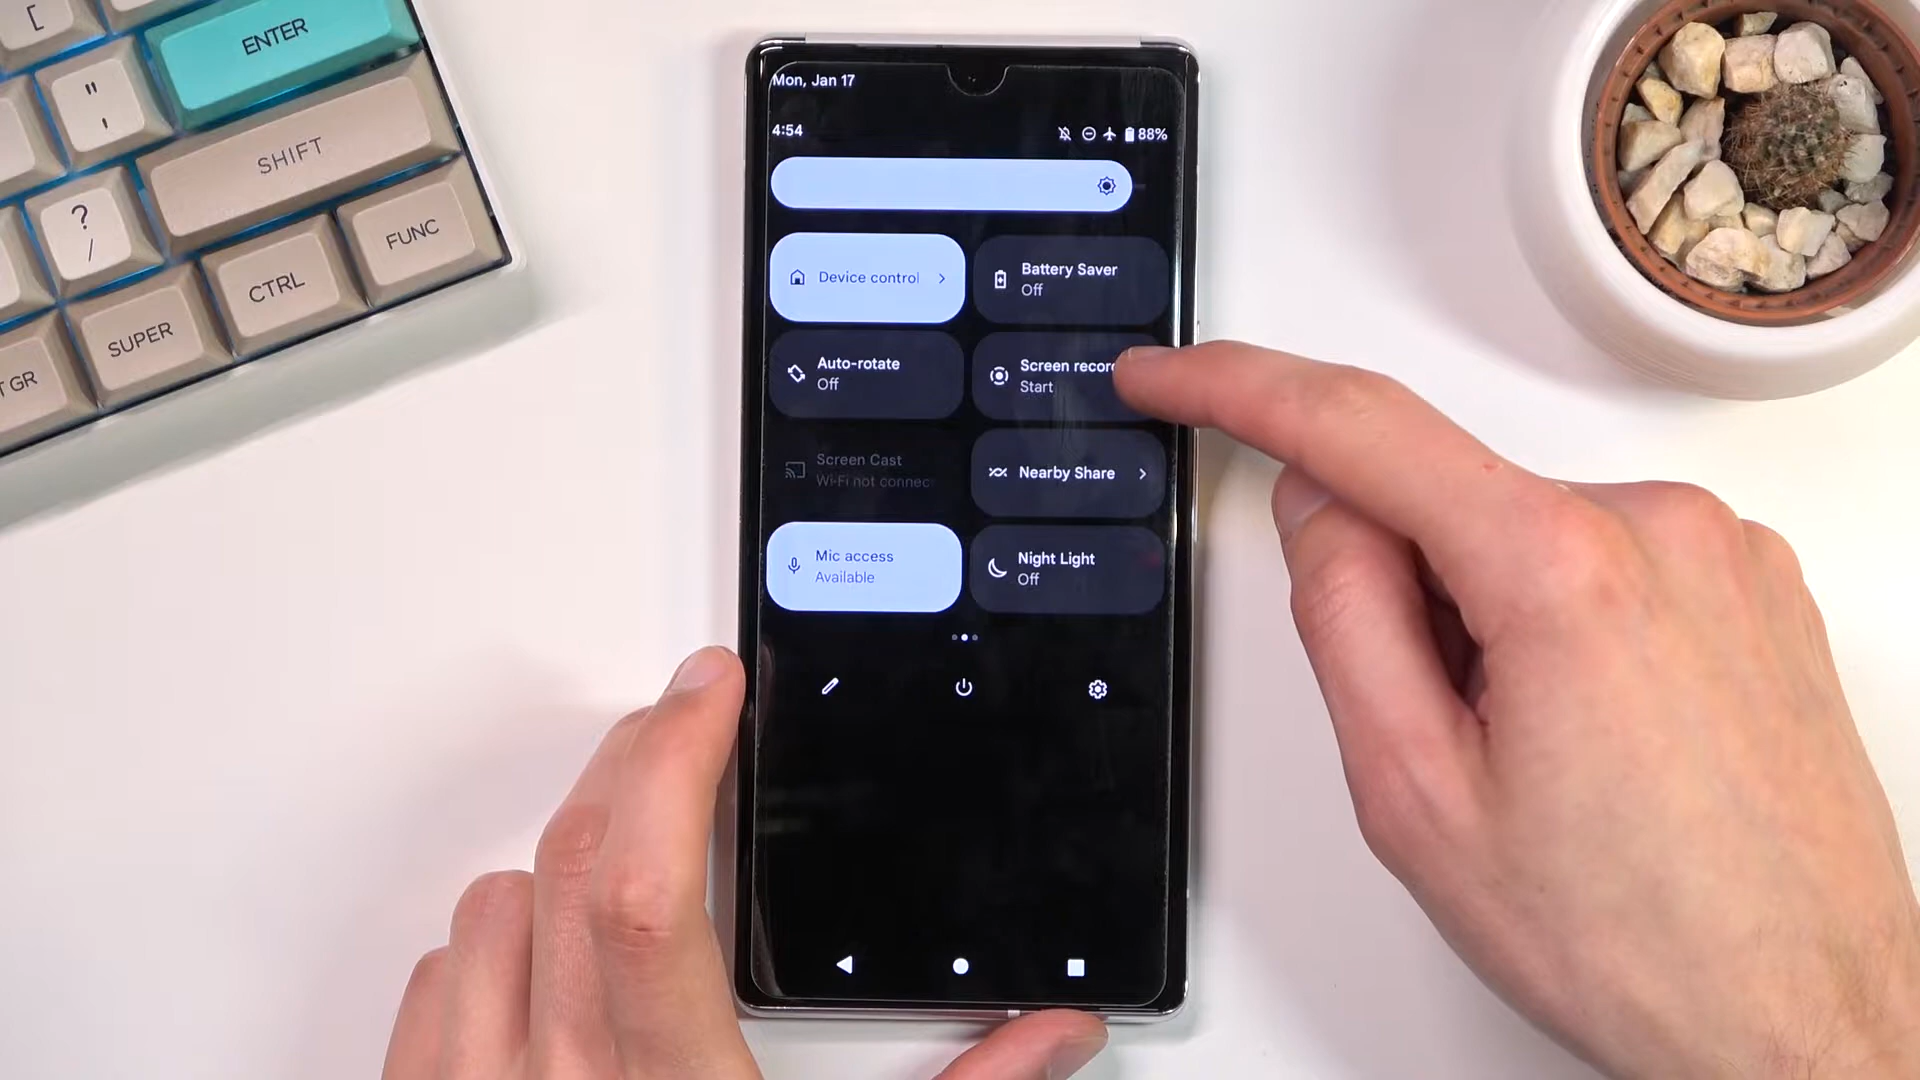 [
ENTER
"
,
SHIFT
?
/
FUNC
CTRL
SUPER
T GR
Mon, Jan 17
4:54
88%
Device control
Battery Saver
Off
Auto-rotate
Off
Screen recor
Start
Screen Cast
Wi-Fi not connec
Nearby Share
Mic access
Available
Night Light
Off